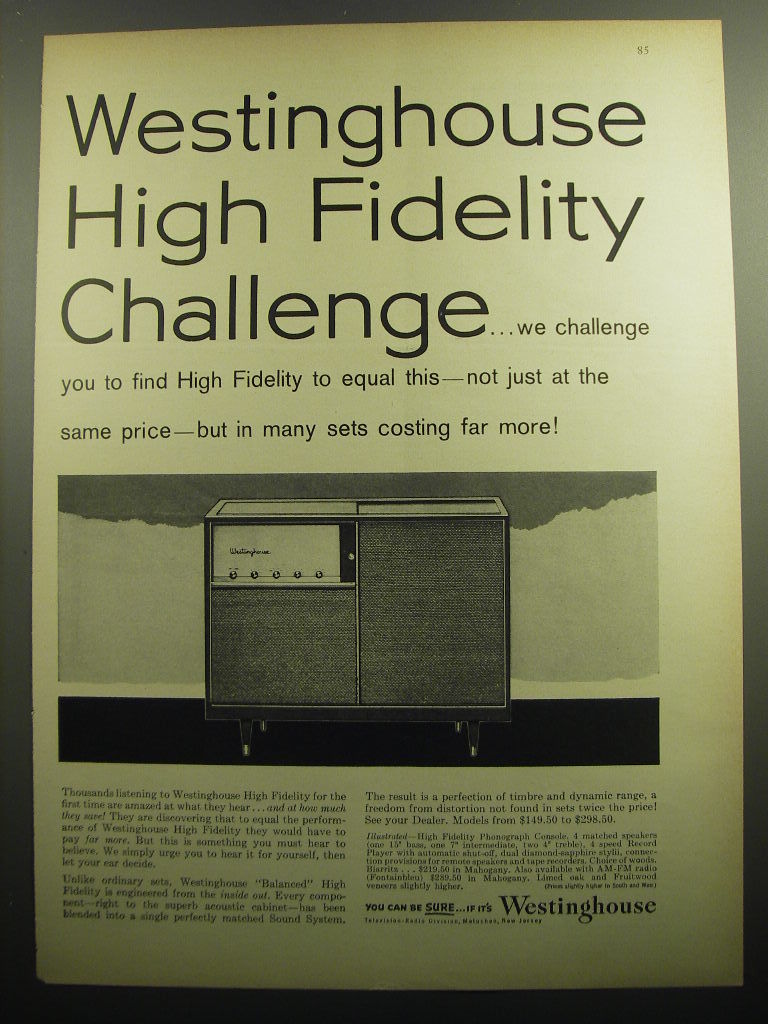 85
Westinghouse
High Fidelity
Challenge...we challenge
you to find High Fidelity to equal this—not just at the
same price—but in many sets costing far more!
Westinghouse
Thousands listening to Westinghouse High Fidelity for the
first time are amazed at what they hear...and at how much
they save! They are discovering that to equal the perform-
ance of Westinghouse High Fidelity they would have to
pay far more. But this is something you must hear to
believe. We simply urge you to hear it for yourself, then
let your ear decide.
Unlike ordinary sets, Westinghouse "Balanced" High
Fidelity is engineered from the inside out. Every compo-
nent—right to the superb acoustic cabinet—has been
blended into a single perfectly matched Sound System.
The result is a perfection of timbre and dynamic range, a
freedom from distortion not found in sets twice the price!
See your Dealer. Models from $149.50 to $298.50.
Illustrated—High Fidelity Phonograph Console. 4 matched speakers
(one 15" bass, one 7" intermediate, two 4" treble), 4 speed Record
Player with automatic shut-off, dual diamond-sapphire stylii, connec-
tion provisions for remote speakers and tape recorders. Choice of woods.
Biarritz...$219.50 in Mahogany. Also available with AM-FM radio
(Fontainbleu) $289.50 in Mahogany. Limed oak and Fruitwood
veneers slightly higher. (Prices slightly higher in South and West)
YOU CAN BE SURE...IF IT'S Westinghouse
Television-Radio Division, Metuchen, New Jersey